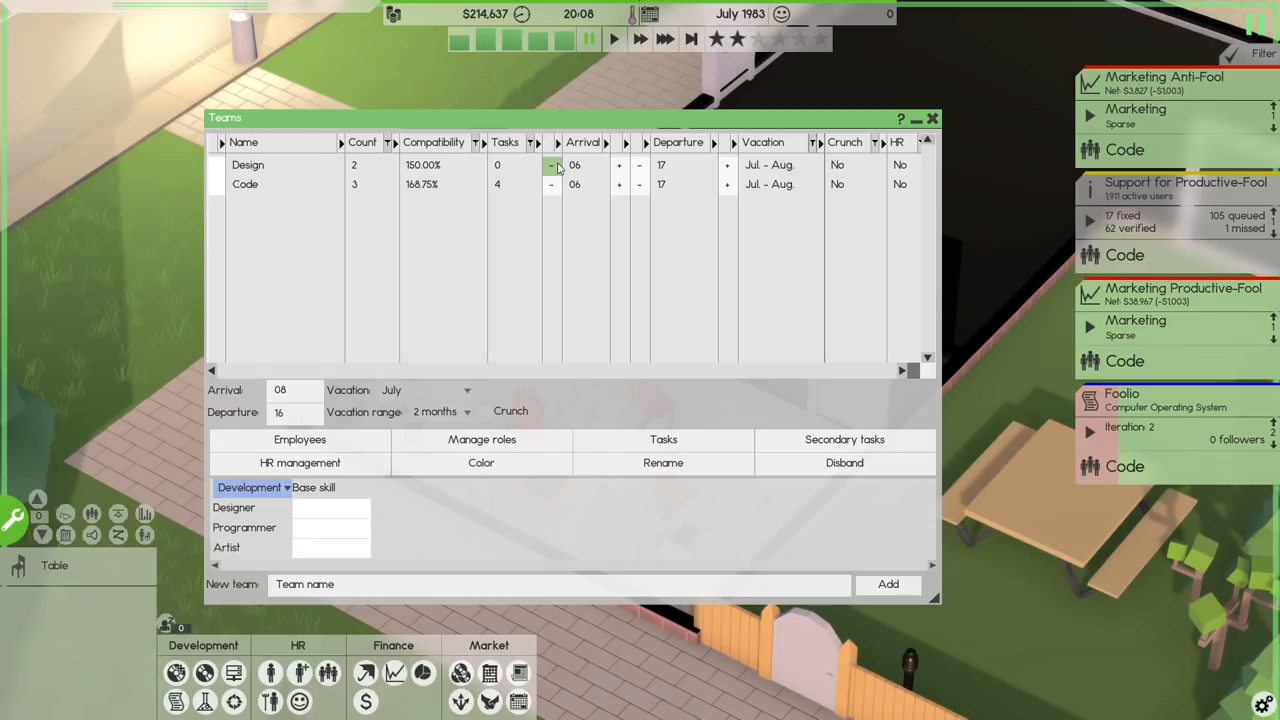 $214,637 20:08 July 1983 0
Filter
Teams ?
Name Count Compatibility Tasks Arrival Departure Vacation Crunch HR
Design 2 150.00% 0 - 06 + - 17 + Jul. - Aug. No No
Code 3 168.75% 4 - 06 + - 17 + Jul. - Aug. No No
Arrival: 08 Vacation: July
Departure: 16 Vacation range: 2 months Crunch
Employees Manage roles Tasks Secondary tasks
HR management Color Rename Disband
Development Base skill
Designer
Programmer
Artist
New team: Team name Add
Marketing Anti-Fool
Net: $3,827 (-$1,003)
Marketing
Sparse
1
Code
Support for Productive-Fool
1,911 active users
17 fixed 105 queued
62 verified 1 missed
1
Code
Marketing Productive-Fool
Net: $38,967 (-$1,003)
Marketing
Sparse
1
Code
Foolio
Computer Operating System
Iteration: 2
0 followers
2
Code
0
Table
0
Development HR Finance Market